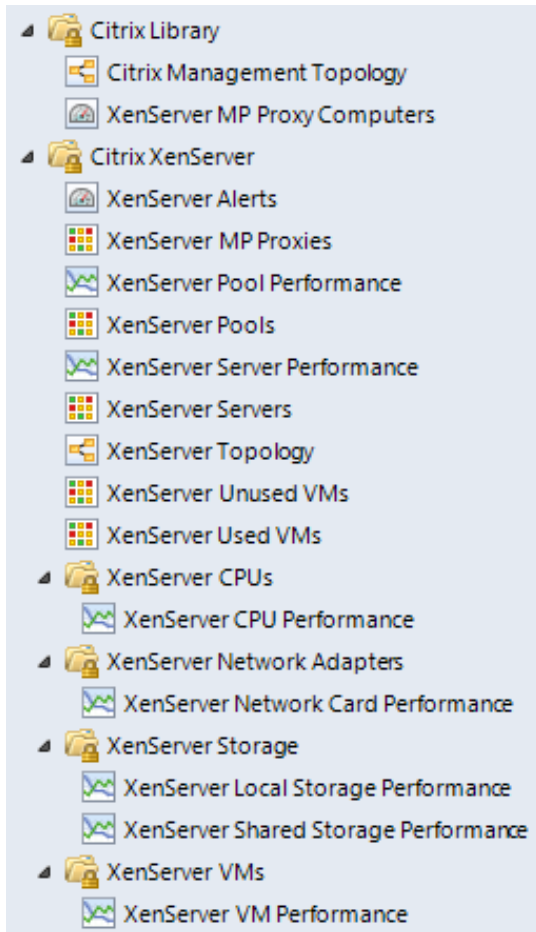 Citrix Library
Citrix Management Topology
XenServer MP Proxy Computers
Citrix XenServer
XenServer Alerts
XenServer MP Proxies
XenServer Pool Performance
XenServer Pools
XenServer Server Performance
XenServer Servers
XenServer Topology
XenServer Unused VMs
XenServer Used VMs
XenServer CPUs
XenServer CPU Performance
XenServer Network Adapters
XenServer Network Card Performance
XenServer Storage
XenServer Local Storage Performance
XenServer Shared Storage Performance
XenServer VMs
XenServer VM Performance